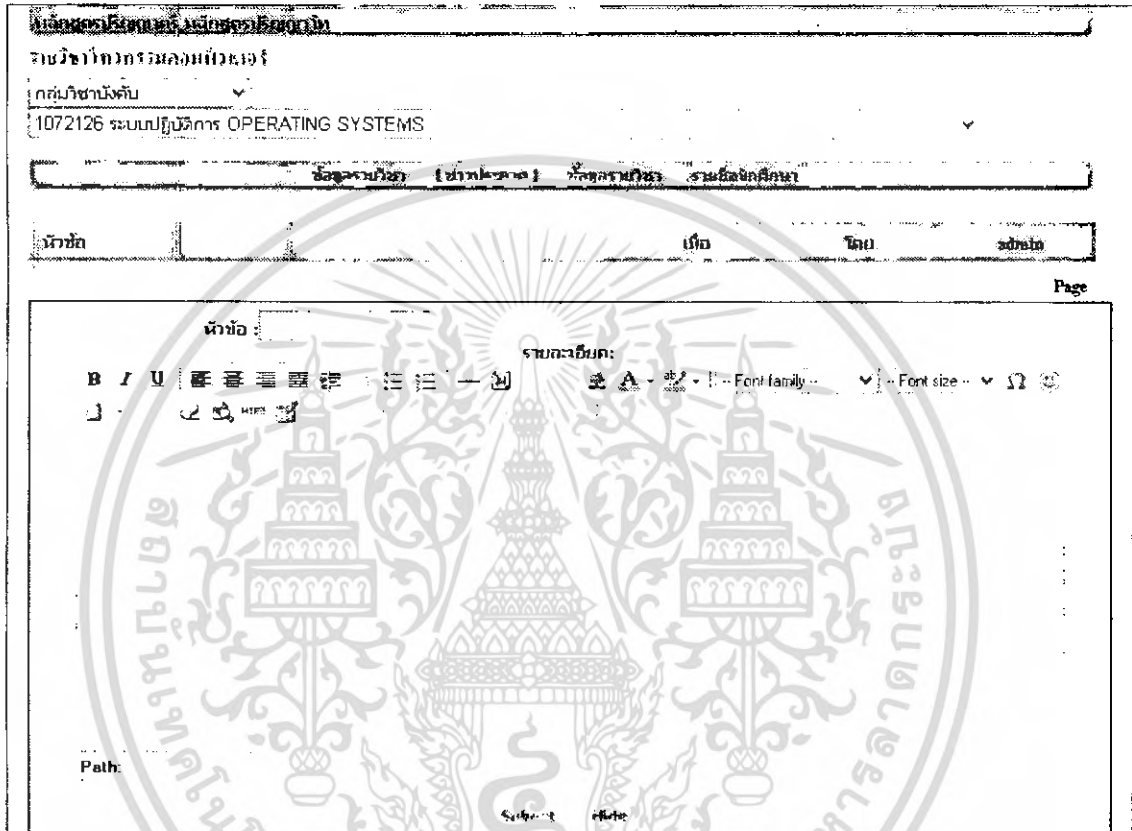 หลักสูตรปริญญาตรี หลักสูตรปริญญาโท
รายวิชาวิศวกรรมคอมพิวเตอร์
กลุ่มวิชาบังคับ
1072126 ระบบปฏิบัติการ OPERATING SYSTEMS
ข้อมูลรายวิชา [ข่าวประกาศ] ข้อมูลรายวิชา รายชื่อนักศึกษา
หัวข้อ เมื่อ โดย admin
Page
หัวข้อ :
รายละเอียด:
B I U A ab -- Font family -- -- Font size -- Ω
HTML
Path:
Submit